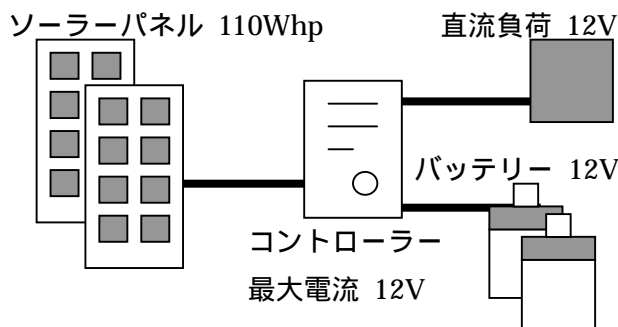 ソーラーパネル 110Whp
直流負荷 12V
バッテリー 12V
コントローラー
最大電流 12V